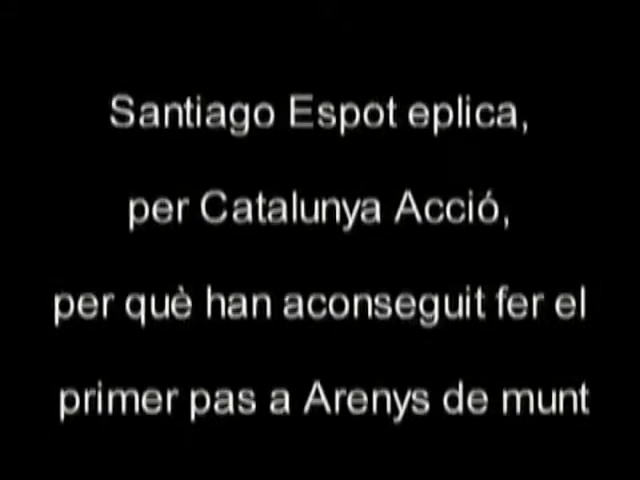 Santiago Espot eplica,
per Catalunya Acció,
per què han aconseguit fer el
primer pas a Arenys de munt